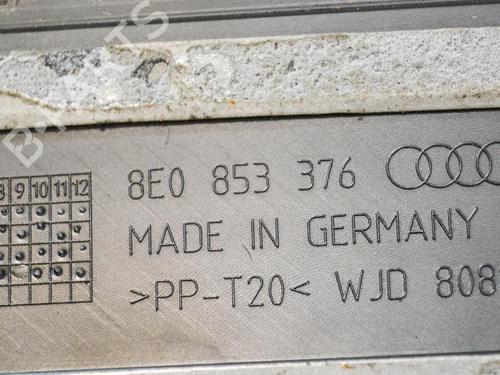 8 9 10 11 12
8E0 853 376
MADE IN GERMANY
>PP-T20< WJD 808